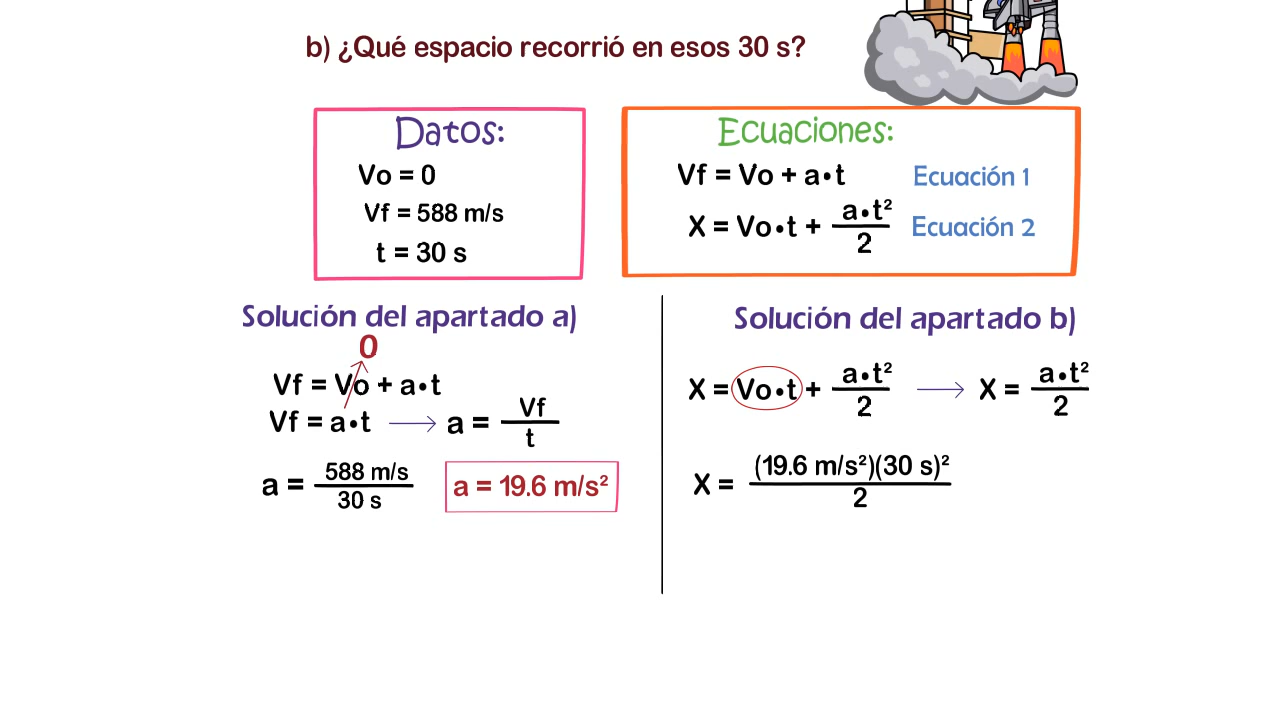 b) ¿Qué espacio recorrió en esos 30 s?
Datos:
Vo = 0
Vf = 588 m/s
t = 30 s
Ecuaciones:
Vf = Vo + a•t Ecuación 1
X = Vo•t + a•t²/2 Ecuación 2
Solución del apartado a)
0
Vf = Vo + a•t
Vf = a•t → a = Vf/t
a = 588 m/s / 30 s a = 19.6 m/s²
Solución del apartado b)
X = Vo•t + a•t²/2 → X = a•t²/2
X = (19.6 m/s²)(30 s)²/2